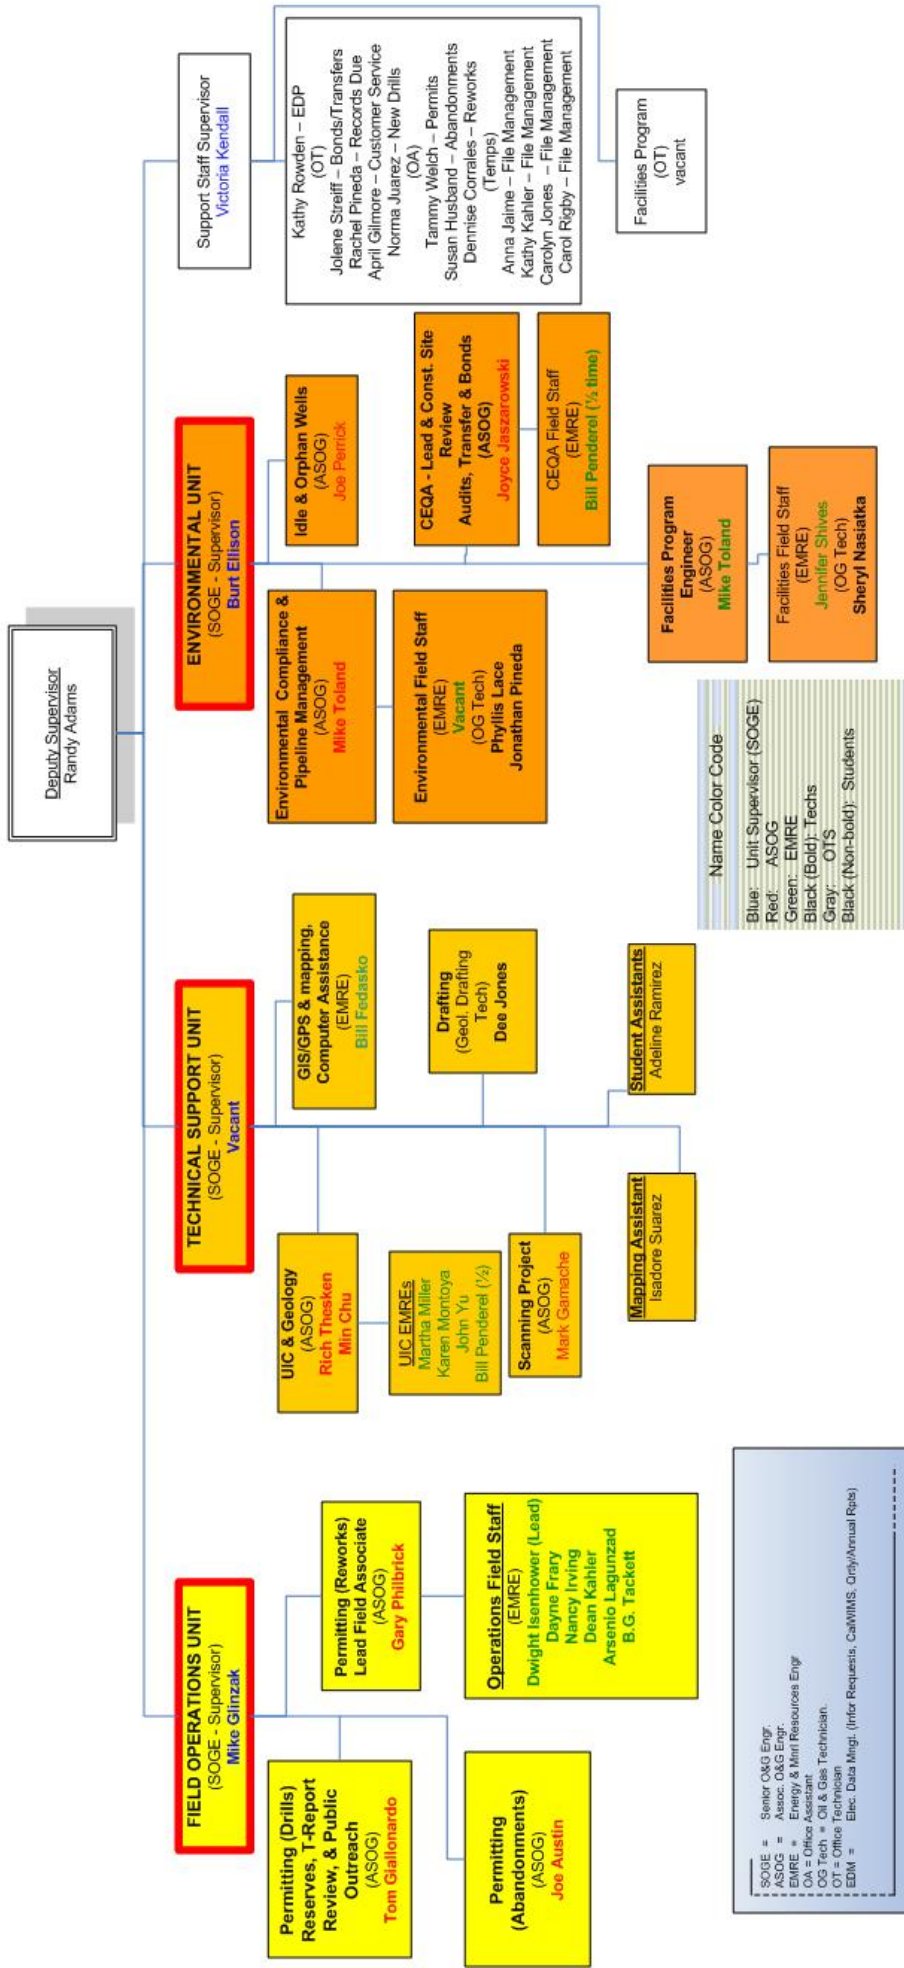 Deputy Supervisor
Randy Adams
FIELD OPERATIONS UNIT
(SOGE - Supervisor)
Mike Glinzak
Permitting (Drills)
Reserves, T-Report
Review, & Public
Outreach
(ASOG)
Tom Giallonardo
Permitting (Reworks)
Lead Field Associate
(ASOG)
Gary Philbrick
Permitting
(Abandonments)
(ASOG)
Joe Austin
Operations Field Staff
(EMRE)
Dwight Isenhower (Lead)
Dayne Frary
Nancy Irving
Dean Kahler
Arsenio Lagunzad
B.G. Tackett
TECHNICAL SUPPORT UNIT
(SOGE - Supervisor)
Vacant
UIC & Geology
(ASOG)
Rich Thesken
Min Chu
GIS/GPS & mapping,
Computer Assistance
(EMRE)
Bill Fedasko
UIC EMREs
Martha Miller
Karen Montoya
John Yu
Bill Penderel (½)
Drafting
(Geol. Drafting
Tech)
Dee Jones
Scanning Project
(ASOG)
Mark Gamache
Mapping Assistant
Isadore Suarez
Student Assistants
Adeline Ramirez
ENVIRONMENTAL UNIT
(SOGE - Supervisor)
Burt Ellison
Environmental Compliance &
Pipeline Management
(ASOG)
Mike Toland
Idle & Orphan Wells
(ASOG)
Joe Perrick
Environmental Field Staff
(EMRE)
Vacant
(OG Tech)
Phyllis Lace
Jonathan Pineda
CEQA - Lead & Const. Site
Review
Audits, Transfer & Bonds
(ASOG)
Joyce Jaszarowski
CEQA Field Staff
(EMRE)
Bill Penderel (½ time)
Facilities Program
Engineer
(ASOG)
Mike Toland
Facilities Field Staff
(EMRE)
Jennifer Shives
(OG Tech)
Sheryl Nasiatka
Support Staff Supervisor
Victoria Kendall
Kathy Rowden – EDP
(OT)
Jolene Streiff – Bonds/Transfers
Rachel Pineda – Records Due
April Gilmore – Customer Service
Norma Juarez – New Drills
(OA)
Tammy Welch – Permits
Susan Husband – Abandonments
Dennise Corrales – Reworks
(Temps)
Anna Jaime – File Management
Kathy Kahler – File Management
Carolyn Jones – File Management
Carol Rigby – File Management
Facilities Program
(OT)
vacant
SOGE = Senior O&G Engr.
ASOG = Assoc. O&G Engr.
EMRE = Energy & Mnrl Resources Engr
OA = Office Assistant
OG Tech = Oil & Gas Technician.
OT = Office Technician
EDM = Elec. Data Mngt. (Infor Requests, CalWIMS, Qrtly/Annual Rpts)
Name Color Code
Blue: Unit Supervisor (SOGE)
Red: ASOG
Green: EMRE
Black (Bold): Techs
Gray: OTS
Black (Non-bold): Students